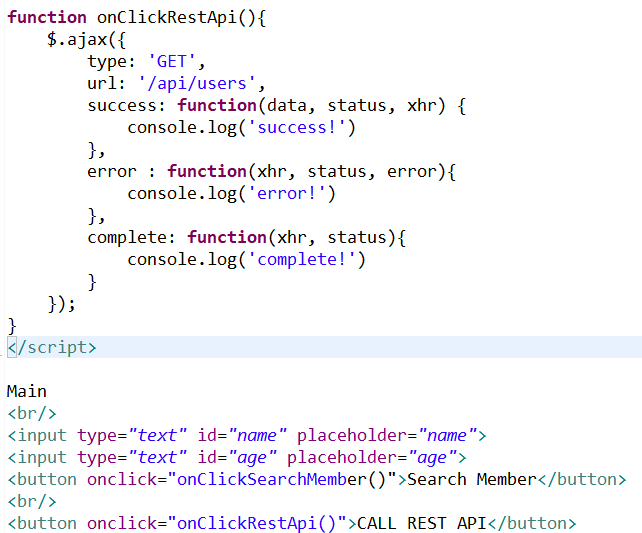 function onClickRestApi(){
    $.ajax({
        type: 'GET',
        url: '/api/users',
        success: function(data, status, xhr) {
            console.log('success!')
        },
        error : function(xhr, status, error){
            console.log('error!')
        },
        complete: function(xhr, status){
            console.log('complete!')
        }
    });
}
</script>
Main
<br/>
<input type="text" id="name" placeholder="name">
<input type="text" id="age" placeholder="age">
<button onclick="onClickSearchMember()">Search Member</button>
<br/>
<button onclick="onClickRestApi()">CALL REST API</button>